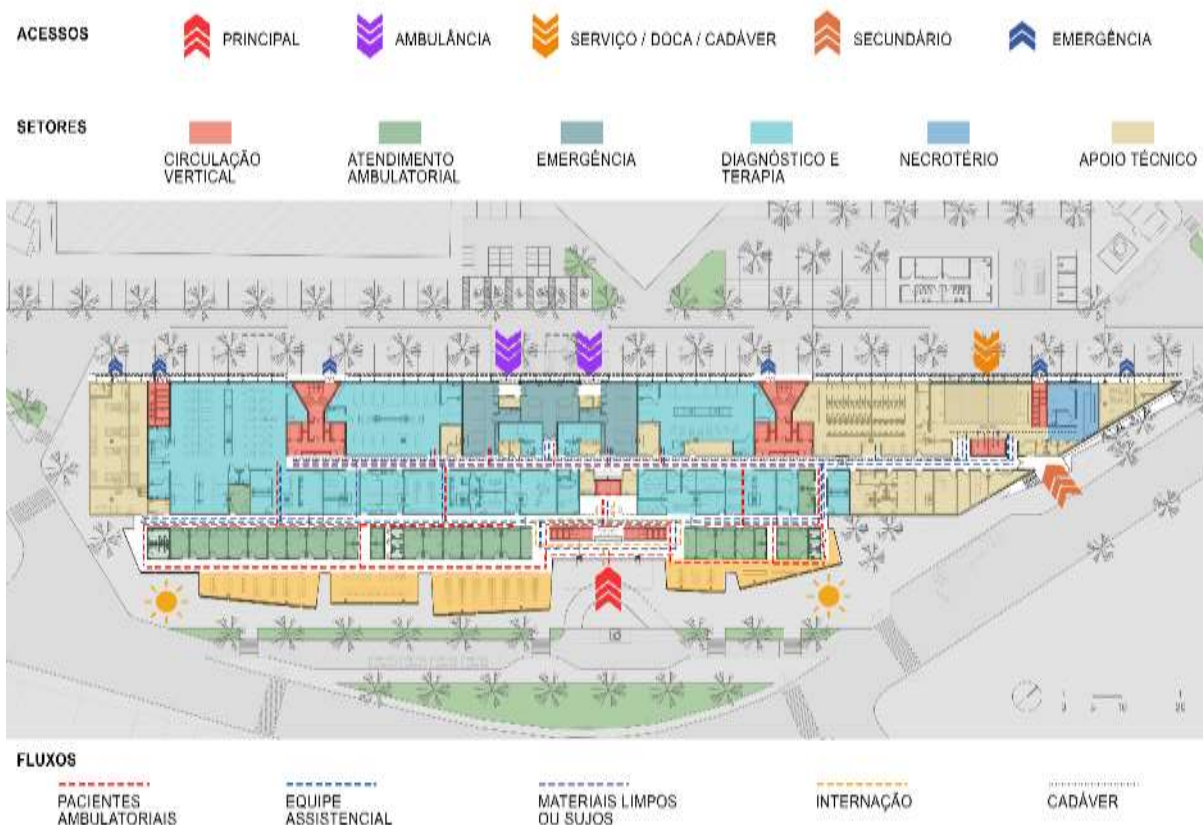 ACESSOS
PRINCIPAL
AMBULÂNCIA
SERVIÇO / DOCA / CADÁVER
SECUNDÁRIO
EMERGÊNCIA
SETORES
CIRCULAÇÃO
VERTICAL
ATENDIMENTO
AMBULATORIAL
EMERGÊNCIA
DIAGNÓSTICO E
TERAPIA
NECROTÉRIO
APOIO TÉCNICO
FLUXOS
PACIENTES
AMBULATORIAIS
EQUIPE
ASSISTENCIAL
MATERIAIS LIMPOS
OU SUJOS
INTERNAÇÃO
CADÁVER